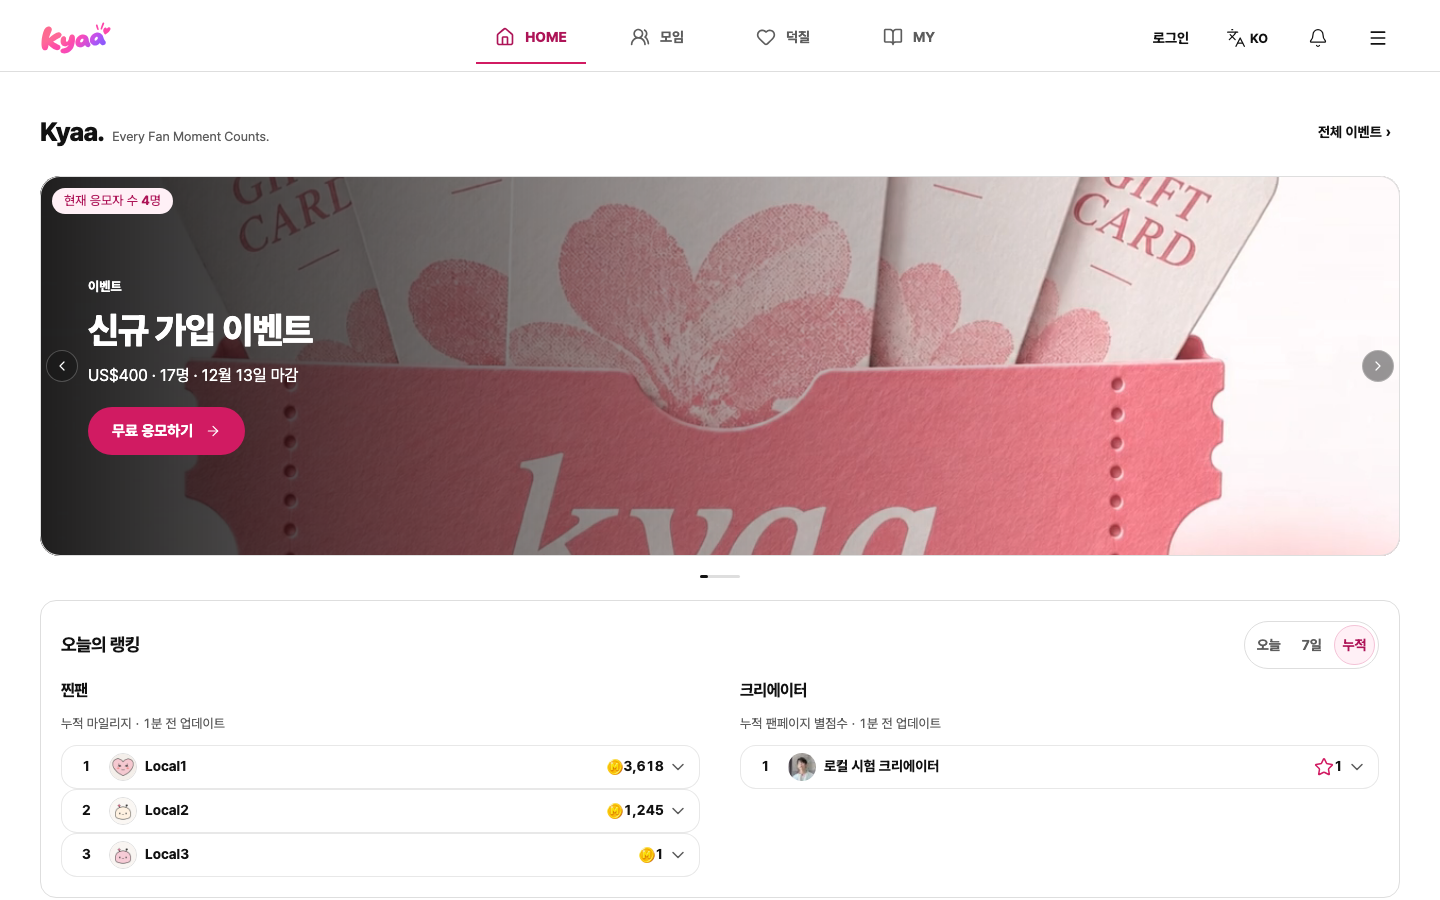 kyaa
HOME
모임
덕질
MY
로그인
KO
Kyaa.
Every Fan Moment Counts.
전체 이벤트 ›
현재 응모자 수 4명
GIFT
CARD
GIFT
CARD
이벤트
신규 가입 이벤트
US$400 · 17명 · 12월 13일 마감
무료 응모하기
kyaa
오늘의 랭킹
오늘
7일
누적
찐팬
누적 마일리지 · 1분 전 업데이트
1
Local1
3,618
2
Local2
1,245
3
Local3
1
크리에이터
누적 팬페이지 별점수 · 1분 전 업데이트
1
로컬 시험 크리에이터
1